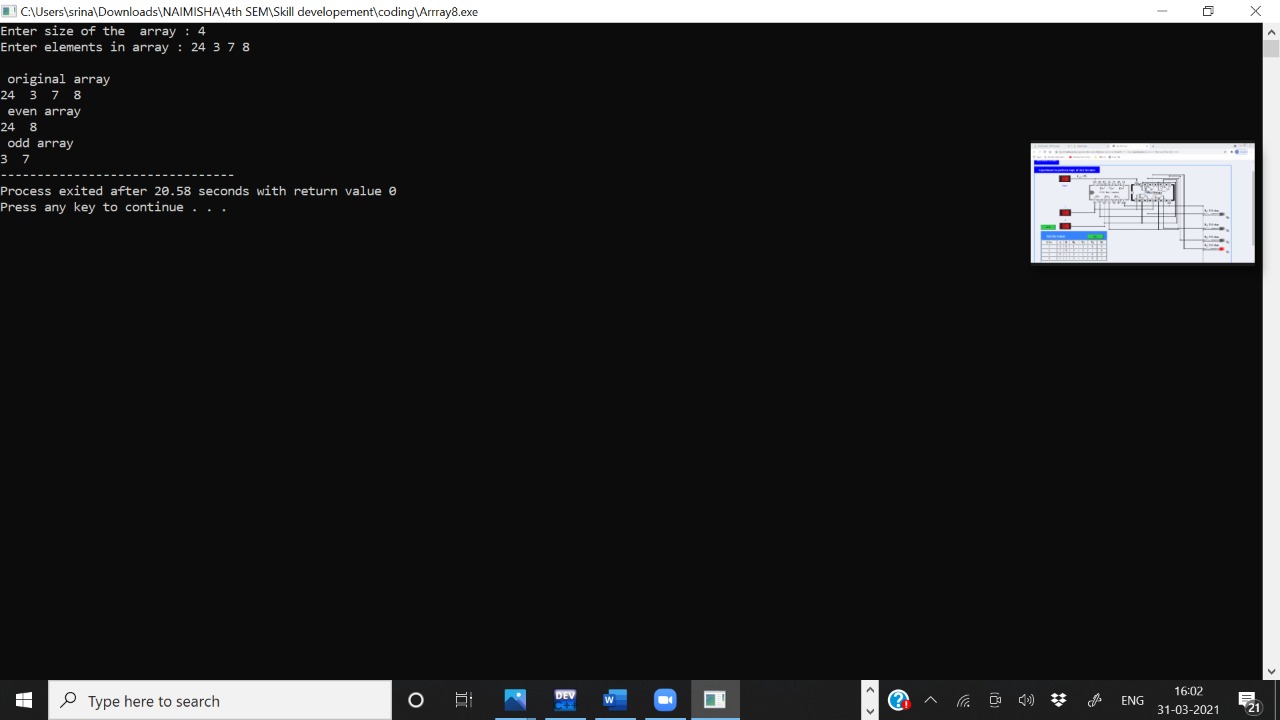 C:\Users\srina\Downloads\NAIMISHA\4th SEM\Skill developement\coding\Arrray8.exe
Enter size of the  array : 4
Enter elements in array : 24 3 7 8
 original array
24  3  7  8
 even array
24  8
 odd array
3  7
--------------------------------
Process exited after 20.58 seconds with return value 0
Press any key to continue . . .
Type here to search
DEV
W
ENG
16:02
31-03-2021
21